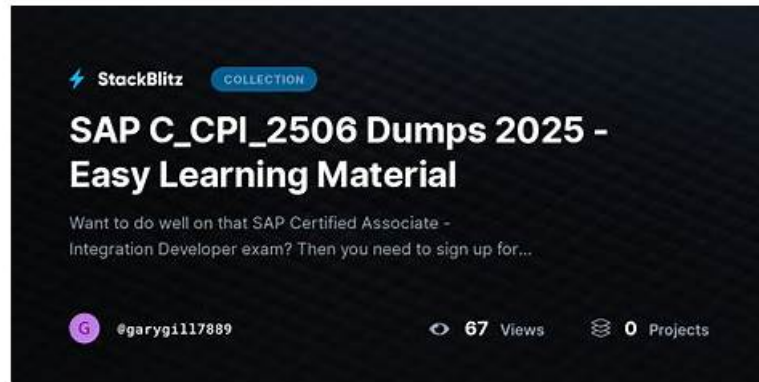 StackBlitz COLLECTION
SAP C_CPI_2506 Dumps 2025 -
Easy Learning Material
Want to do well on that SAP Certified Associate -
Integration Developer exam? Then you need to sign up for...
G @garygill7889 67 Views 0 Projects